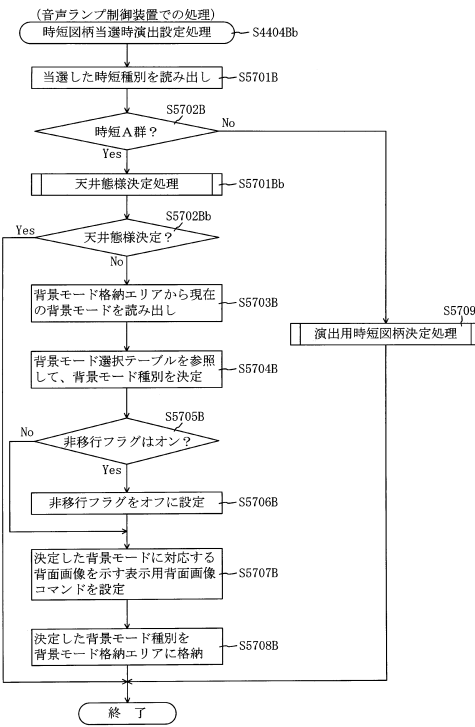 (音声ランプ制御装置での処理)
時短図柄当選時演出設定処理
S4404Bb
当選した時短種別を読み出し
S5701B
S5702B
時短A群?
No
Yes
天井態様決定処理
S5701Bb
S5702Bb
Yes
天井態様決定?
No
背景モード格納エリアから現在
の背景モードを読み出し
S5703B
S5709
演出用時短図柄決定処理
背景モード選択テーブルを参照
して、背景モード種別を決定
S5704B
S5705B
No
非移行フラグはオン?
Yes
非移行フラグをオフに設定
S5706B
決定した背景モードに対応する
背面画像を示す表示用背面画像
コマンドを設定
S5707B
決定した背景モード種別を
背景モード格納エリアに格納
S5708B
終 了